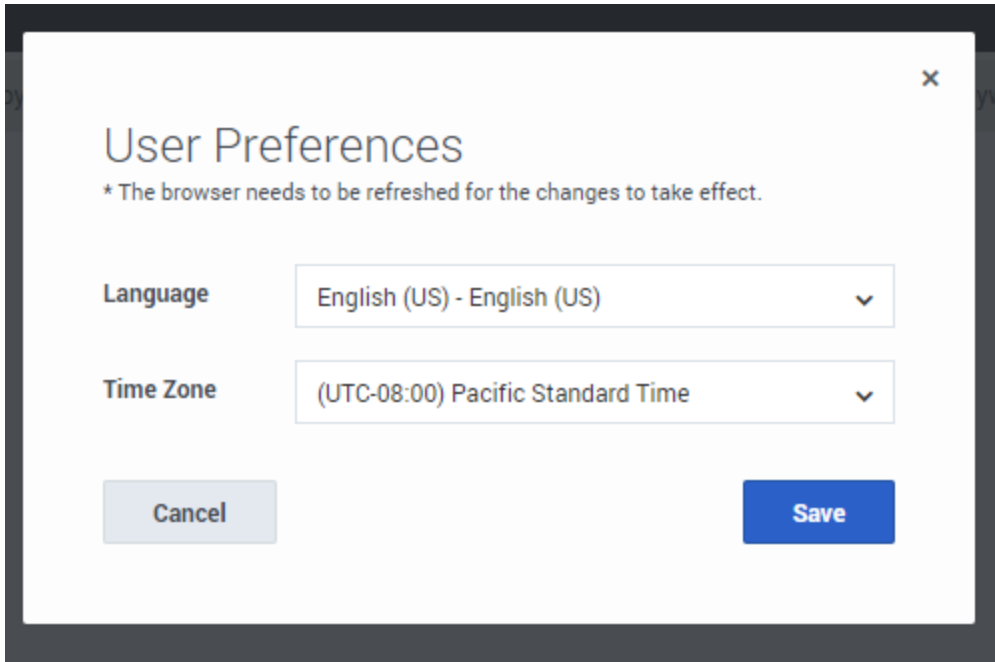 User Preferences
* The browser needs to be refreshed for the changes to take effect.
Language
English (US) - English (US)
Time Zone
(UTC-08:00) Pacific Standard Time
Cancel
Save